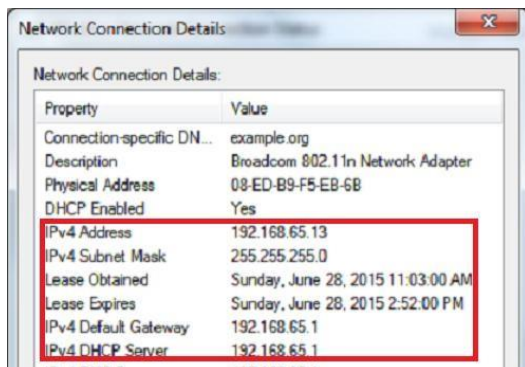 Network Connection Details
Network Connection Details:
Property Value
Connection-specific DN... example.org
Description Broadcom 802.11n Network Adapter
Physical Address 08-ED-B9-F5-EB-6B
DHCP Enabled Yes
IPv4 Address 192.168.65.13
IPv4 Subnet Mask 255.255.255.0
Lease Obtained Sunday, June 28, 2015 11:03:00 AM
Lease Expires Sunday, June 28, 2015 2:52:00 PM
IPv4 Default Gateway 192.168.65.1
IPv4 DHCP Server 192.168.65.1